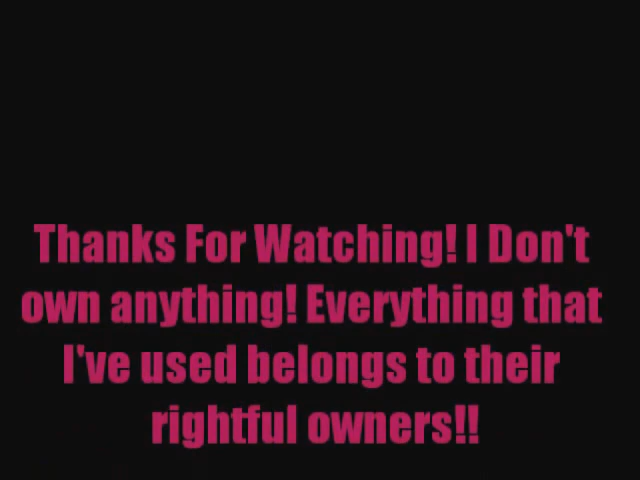 Thanks For Watching! I Don't
own anything! Everything that
I've used belongs to their
rightful owners!!